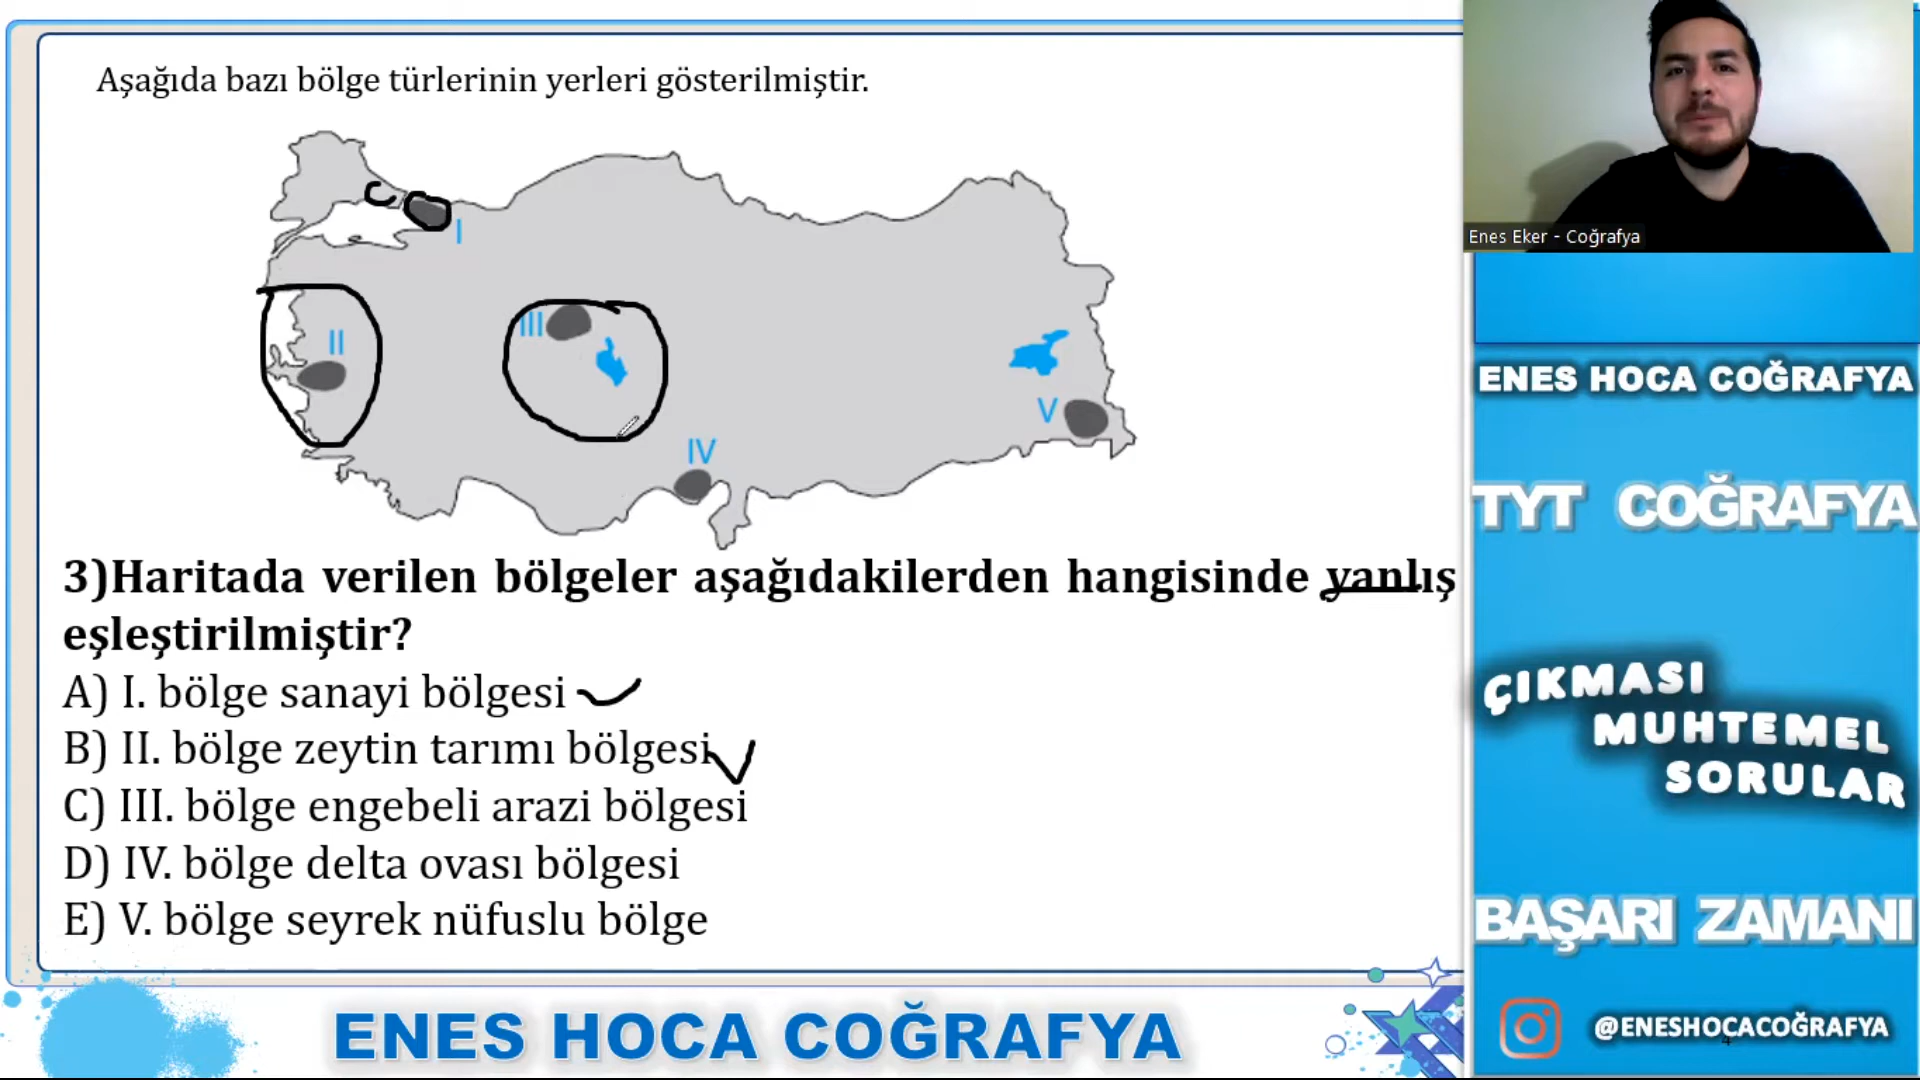 Aşağıda bazı bölge türlerinin yerleri gösterilmiştir.
I
II
III
IV
V
3)Haritada verilen bölgeler aşağıdakilerden hangisinde yanlış
eşleştirilmiştir?
A) I. bölge sanayi bölgesi
B) II. bölge zeytin tarımı bölgesi
C) III. bölge engebeli arazi bölgesi
D) IV. bölge delta ovası bölgesi
E) V. bölge seyrek nüfuslu bölge
ENES HOCA COĞRAFYA
Enes Eker - Coğrafya
ENES HOCA COĞRAFYA
TYT COĞRAFYA
ÇIKMASI
MUHTEMEL
SORULAR
BAŞARI ZAMANI
@ENESHOCACOĞRAFYA
4